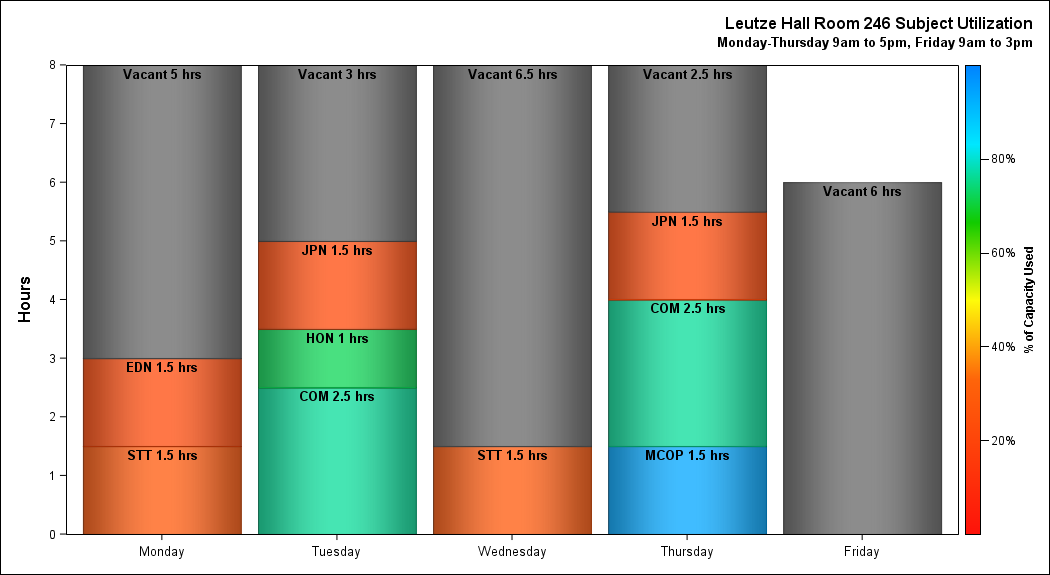 Leutze Hall Room 246 Subject Utilization
Monday-Thursday 9am to 5pm, Friday 9am to 3pm
Hours
8
7
6
5
4
3
2
1
0
Vacant 5 hrs
EDN 1.5 hrs
STT 1.5 hrs
Vacant 3 hrs
JPN 1.5 hrs
HON 1 hrs
COM 2.5 hrs
Vacant 6.5 hrs
STT 1.5 hrs
Vacant 2.5 hrs
JPN 1.5 hrs
COM 2.5 hrs
MCOP 1.5 hrs
Vacant 6 hrs
Monday
Tuesday
Wednesday
Thursday
Friday
80%
60%
40%
20%
% of Capacity Used